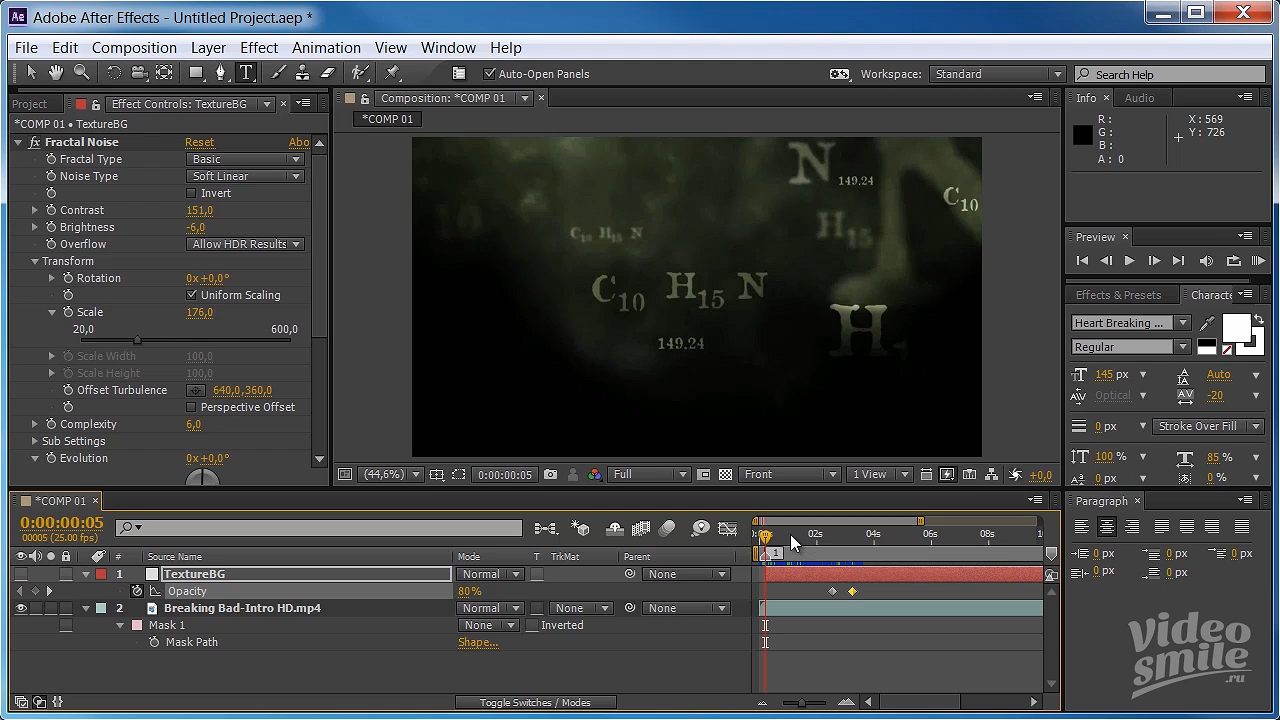 Ae Adobe After Effects - Untitled Project.aep *
File Edit Composition Layer Effect Animation View Window Help
T Auto-Open Panels Workspace: Standard Search Help
Project Effect Controls: TextureBG
*COMP 01 • TextureBG
fx Fractal Noise Reset Abo
Fractal Type Basic
Noise Type Soft Linear
Invert
Contrast 151,0
Brightness -6,0
Overflow Allow HDR Results
Transform
Rotation 0x+0,0°
Uniform Scaling
Scale 176,0
20,0 600,0
Scale Width 100,0
Scale Height 100,0
Offset Turbulence 640,0,360,0
Perspective Offset
Complexity 6,0
Sub Settings
Evolution 0x+0,0°
Composition: *COMP 01
*COMP 01
N
149.24
C10
10
H15
C10 H15 N
C10 H15 N
H
149.24
(44,6%) 0:00:00:05 Full Front 1 View +0,0
Info Audio
R : X : 569
G : Y : 726
B :
A : 0
Preview
Effects & Presets Characte
Heart Breaking ...
Regular
145 px Auto
Optical -20
0 px Stroke Over Fill
100 % 85 %
0 px 0 %
*COMP 01
0:00:00:05
00005 (25.00 fps)
02s 04s 06s 08s 10
# Source Name Mode T TrkMat Parent
1
1 TextureBG Normal None
Opacity 80%
2 Breaking Bad-Intro HD.mp4 Normal None None
Mask 1 None Inverted
Mask Path Shape...
Toggle Switches / Modes
Paragraph
0 px 0 px 0 px
0 px 0 px
video
smile
.ru